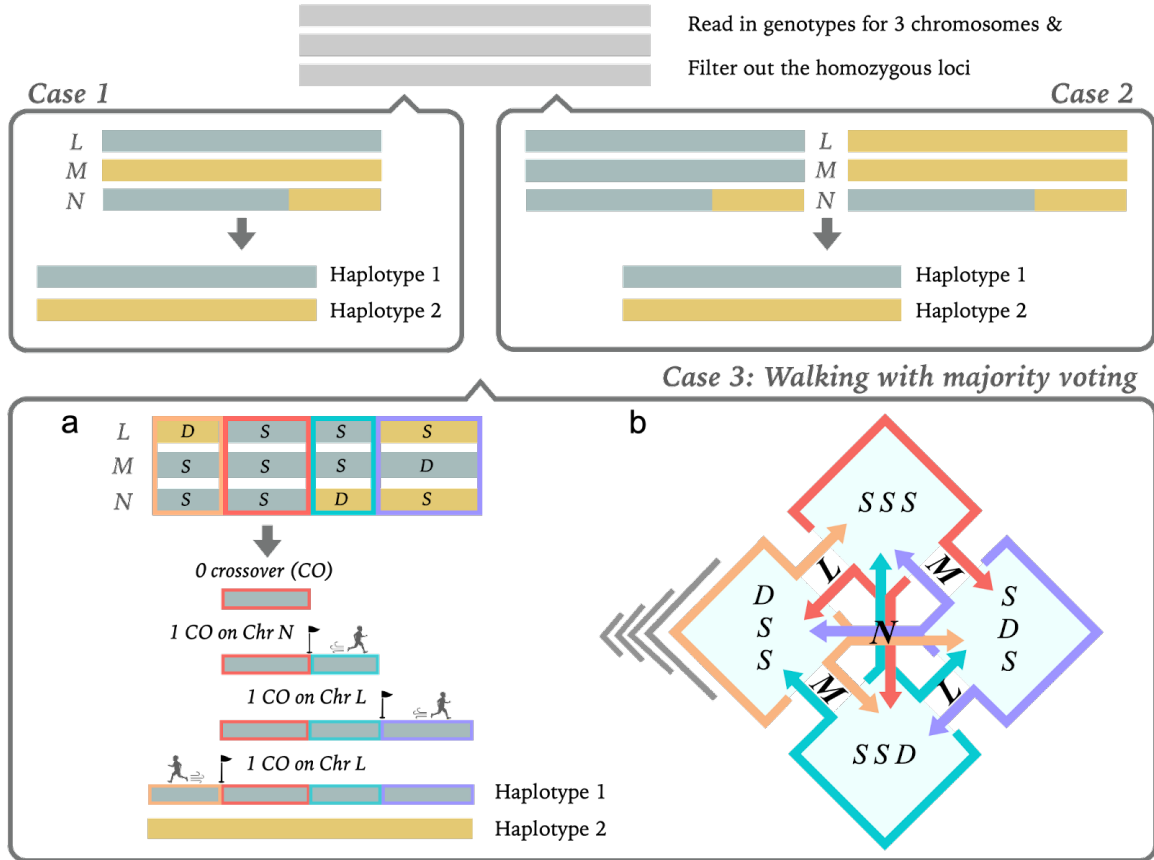 Read in genotypes for 3 chromosomes &
Filter out the homozygous loci
Case 1
L
M
N
Haplotype 1
Haplotype 2
Case 2
L
M
N
Haplotype 1
Haplotype 2
Case 3: Walking with majority voting
a
L D S S S
M S S S D
N S S D S
0 crossover (CO)
1 CO on Chr N
1 CO on Chr L
1 CO on Chr L
Haplotype 1
Haplotype 2
b
S S S
L
M
D
S
S
N
S
D
S
M
L
S S D